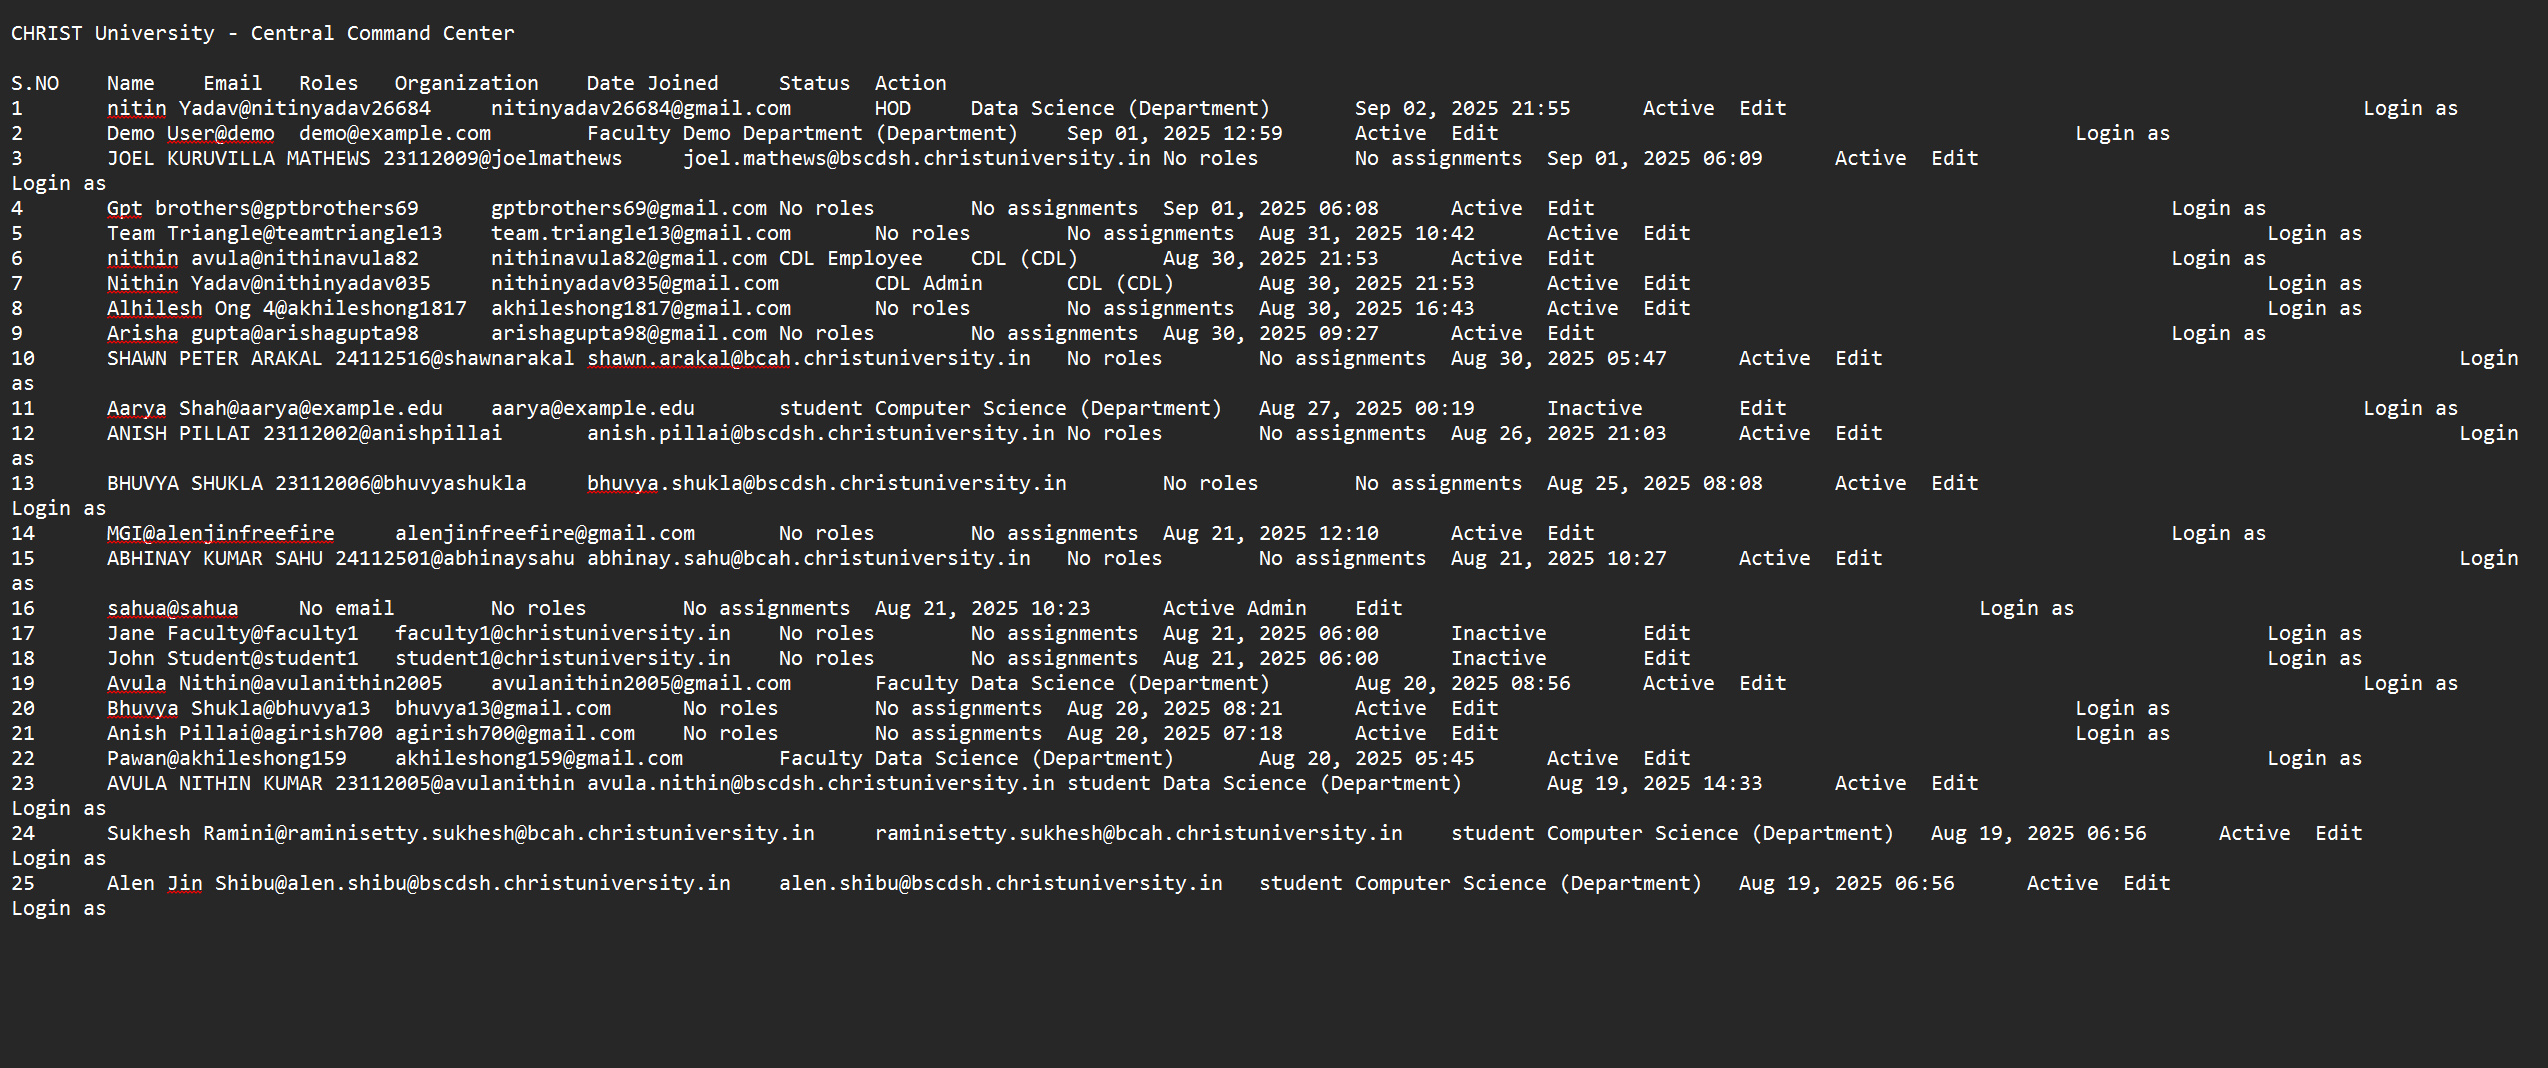 CHRIST University - Central Command Center
S.NO Name Email Roles Organization Date Joined Status Action
1 nitin Yadav@nitinyadav26684 nitinyadav26684@gmail.com HOD Data Science (Department) Sep 02, 2025 21:55 Active Edit Login as
2 Demo User@demo demo@example.com Faculty Demo Department (Department) Sep 01, 2025 12:59 Active Edit Login as
3 JOEL KURUVILLA MATHEWS 23112009@joelmathews joel.mathews@bscdsh.christuniversity.in No roles No assignments Sep 01, 2025 06:09 Active Edit
Login as
4 Gpt brothers@gptbrothers69 gptbrothers69@gmail.com No roles No assignments Sep 01, 2025 06:08 Active Edit Login as
5 Team Triangle@teamtriangle13 team.triangle13@gmail.com No roles No assignments Aug 31, 2025 10:42 Active Edit Login as
6 nithin avula@nithinavula82 nithinavula82@gmail.com CDL Employee CDL (CDL) Aug 30, 2025 21:53 Active Edit Login as
7 Nithin Yadav@nithinyadav035 nithinyadav035@gmail.com CDL Admin CDL (CDL) Aug 30, 2025 21:53 Active Edit Login as
8 Alhilesh Ong 4@akhileshong1817 akhileshong1817@gmail.com No roles No assignments Aug 30, 2025 16:43 Active Edit Login as
9 Arisha gupta@arishagupta98 arishagupta98@gmail.com No roles No assignments Aug 30, 2025 09:27 Active Edit Login as
10 SHAWN PETER ARAKAL 24112516@shawnarakal shawn.arakal@bcah.christuniversity.in No roles No assignments Aug 30, 2025 05:47 Active Edit Login
as
11 Aarya Shah@aarya@example.edu aarya@example.edu student Computer Science (Department) Aug 27, 2025 00:19 Inactive Edit Login as
12 ANISH PILLAI 23112002@anishpillai anish.pillai@bscdsh.christuniversity.in No roles No assignments Aug 26, 2025 21:03 Active Edit Login
as
13 BHUVYA SHUKLA 23112006@bhuvyashukla bhuvya.shukla@bscdsh.christuniversity.in No roles No assignments Aug 25, 2025 08:08 Active Edit
Login as
14 MGI@alenjinfreefire alenjinfreefire@gmail.com No roles No assignments Aug 21, 2025 12:10 Active Edit Login as
15 ABHINAY KUMAR SAHU 24112501@abhinaysahu abhinay.sahu@bcah.christuniversity.in No roles No assignments Aug 21, 2025 10:27 Active Edit Login
as
16 sahua@sahua No email No roles No assignments Aug 21, 2025 10:23 Active Admin Edit Login as
17 Jane Faculty@faculty1 faculty1@christuniversity.in No roles No assignments Aug 21, 2025 06:00 Inactive Edit Login as
18 John Student@student1 student1@christuniversity.in No roles No assignments Aug 21, 2025 06:00 Inactive Edit Login as
19 Avula Nithin@avulanithin2005 avulanithin2005@gmail.com Faculty Data Science (Department) Aug 20, 2025 08:56 Active Edit Login as
20 Bhuvya Shukla@bhuvya13 bhuvya13@gmail.com No roles No assignments Aug 20, 2025 08:21 Active Edit Login as
21 Anish Pillai@agirish700 agirish700@gmail.com No roles No assignments Aug 20, 2025 07:18 Active Edit Login as
22 Pawan@akhileshong159 akhileshong159@gmail.com Faculty Data Science (Department) Aug 20, 2025 05:45 Active Edit Login as
23 AVULA NITHIN KUMAR 23112005@avulanithin avula.nithin@bscdsh.christuniversity.in student Data Science (Department) Aug 19, 2025 14:33 Active Edit
Login as
24 Sukhesh Ramini@raminisetty.sukhesh@bcah.christuniversity.in raminisetty.sukhesh@bcah.christuniversity.in student Computer Science (Department) Aug 19, 2025 06:56 Active Edit
Login as
25 Alen Jin Shibu@alen.shibu@bscdsh.christuniversity.in alen.shibu@bscdsh.christuniversity.in student Computer Science (Department) Aug 19, 2025 06:56 Active Edit
Login as